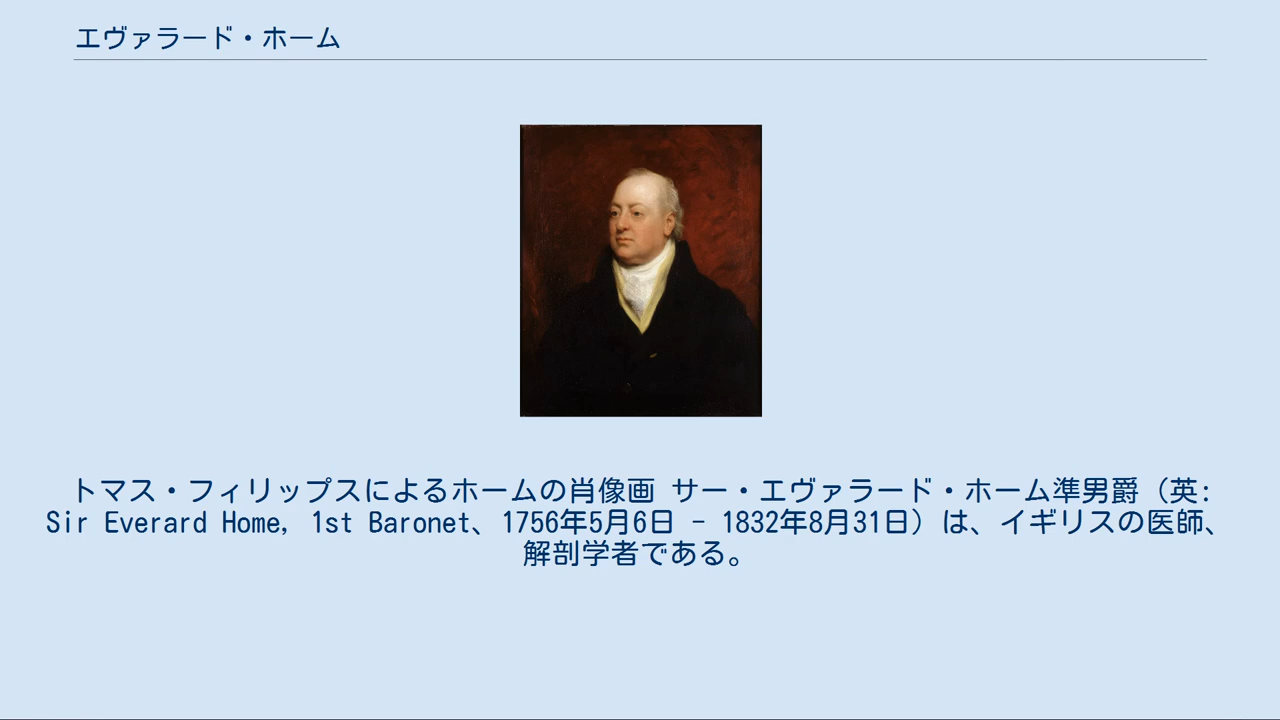 エヴァラード・ホーム
トマス・フィリップスによるホームの肖像画 サー・エヴァラード・ホーム準男爵（英:
Sir Everard Home, 1st Baronet、1756年5月6日 - 1832年8月31日）は、イギリスの医師、
解剖学者である。